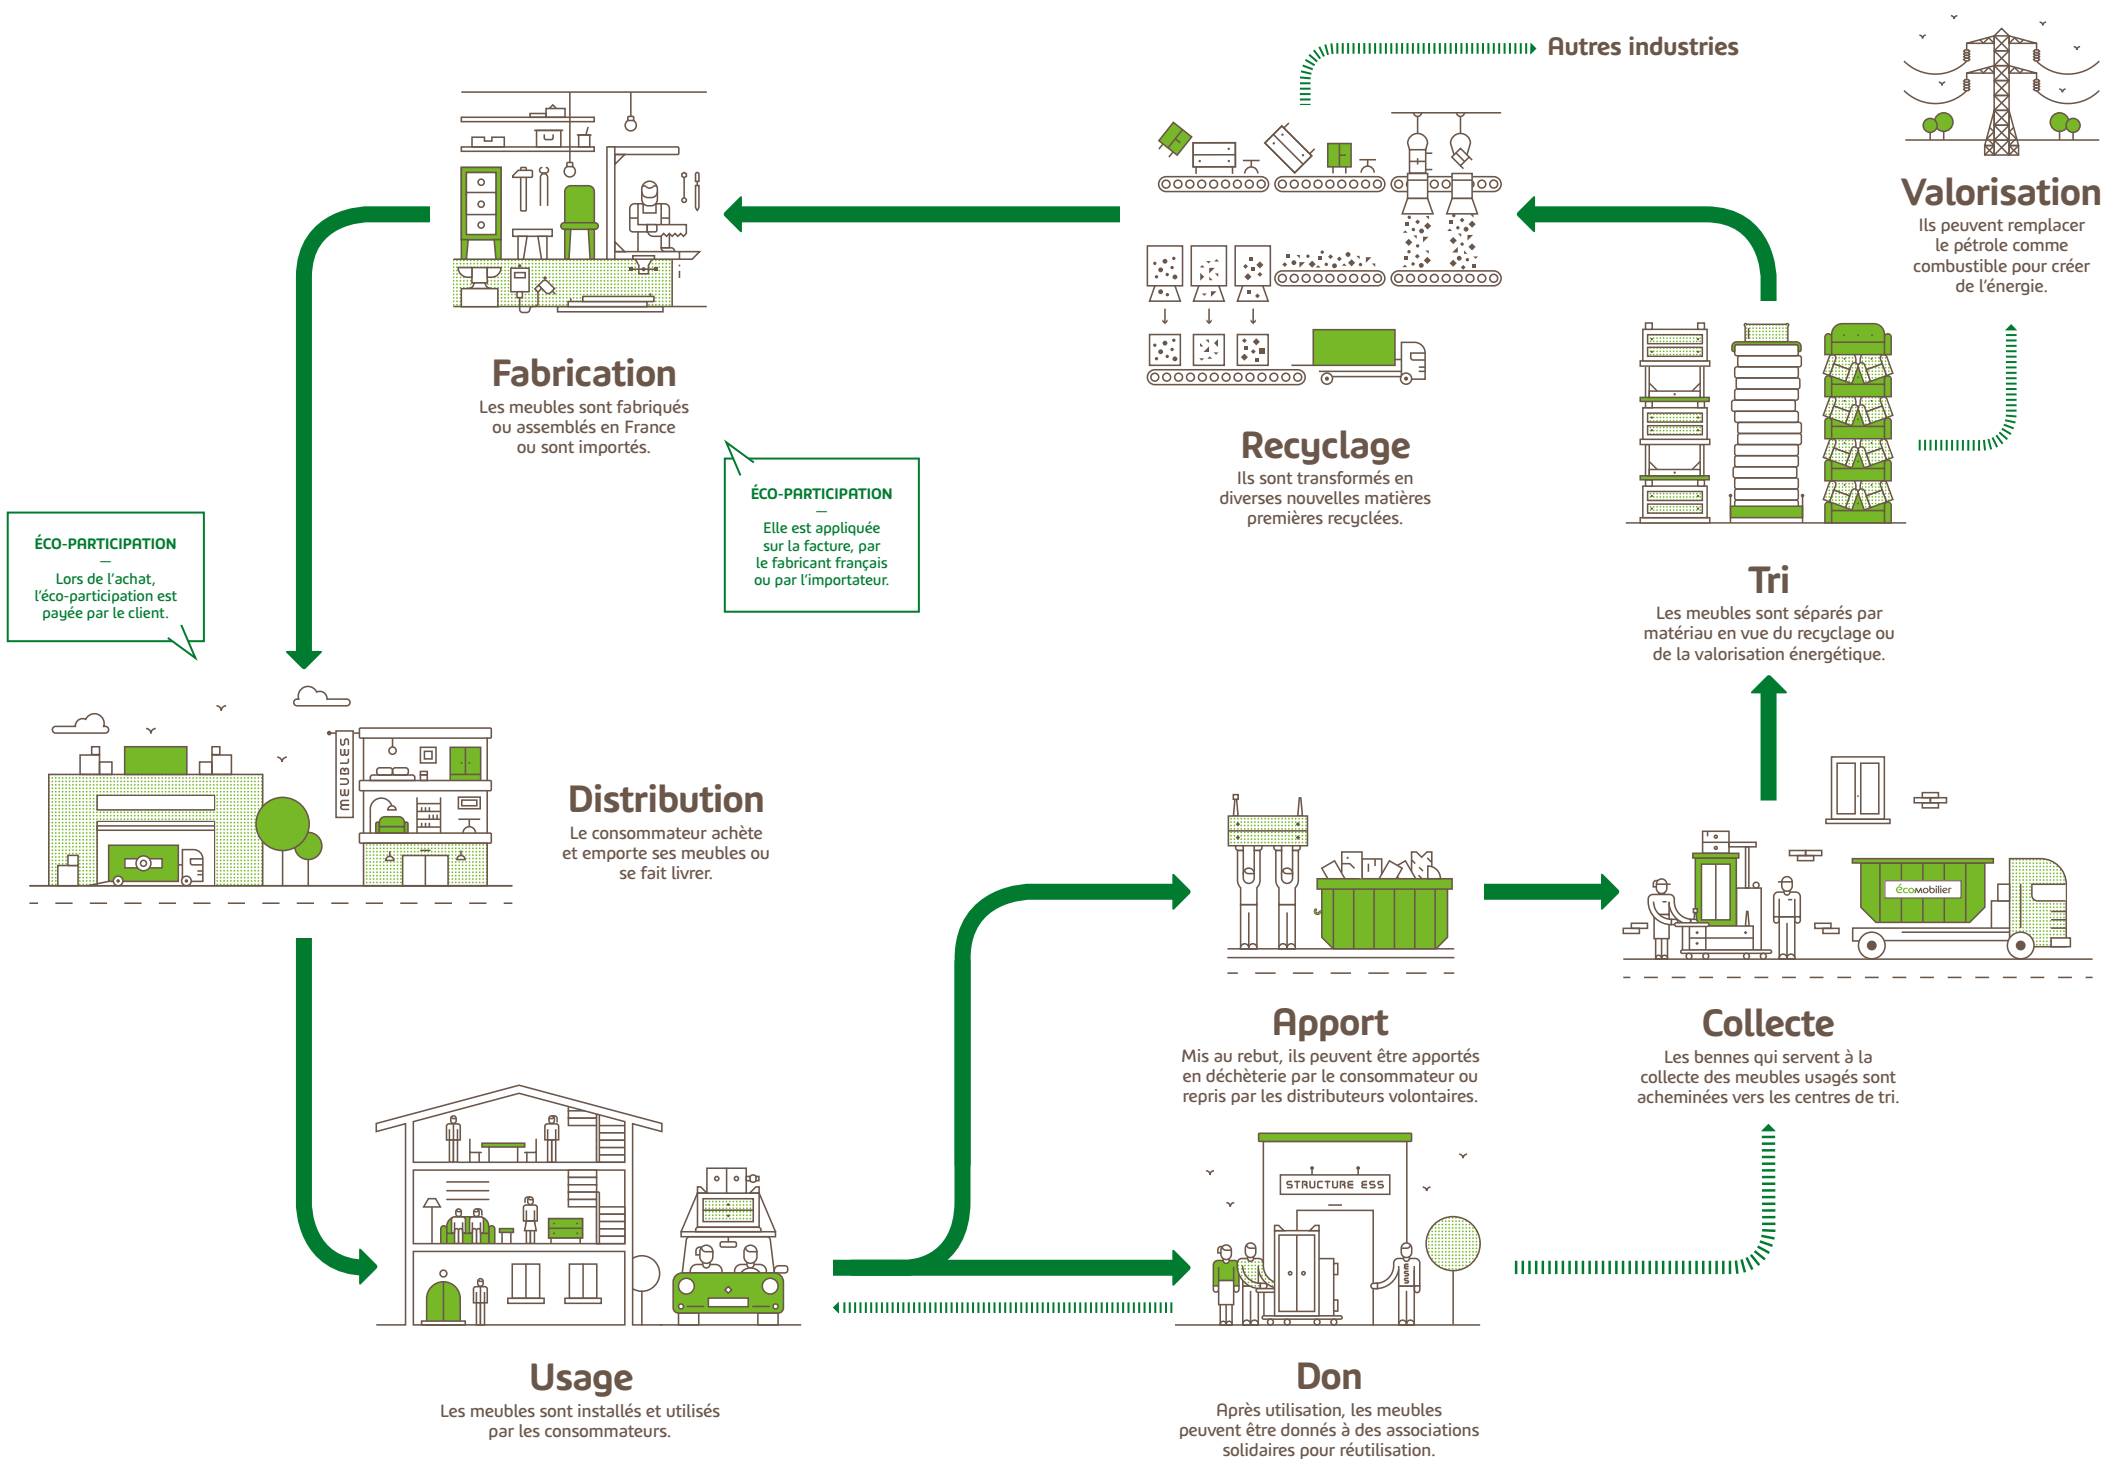 Autres industries
Valorisation
Ils peuvent remplacer
le pétrole comme
combustible pour créer
de l'énergie.
Fabrication
Les meubles sont fabriqués
ou assemblés en France
ou sont importés.
Recyclage
Ils sont transformés en
diverses nouvelles matières
premières recyclées.
ÉCO-PARTICIPATION
—
Elle est appliquée
sur la facture, par
le fabricant français
ou par l'importateur.
ÉCO-PARTICIPATION
—
Lors de l'achat,
l'éco-participation est
payée par le client.
Tri
Les meubles sont séparés par
matériau en vue du recyclage ou
de la valorisation énergétique.
MEUBLES
Distribution
Le consommateur achète
et emporte ses meubles ou
se fait livrer.
écomobilier
Apport
Mis au rebut, ils peuvent être apportés
en déchèterie par le consommateur ou
repris par les distributeurs volontaires.
Collecte
Les bennes qui servent à la
collecte des meubles usagés sont
acheminées vers les centres de tri.
STRUCTURE ESS
ESS
Usage
Les meubles sont installés et utilisés
par les consommateurs.
Don
Après utilisation, les meubles
peuvent être donnés à des associations
solidaires pour réutilisation.